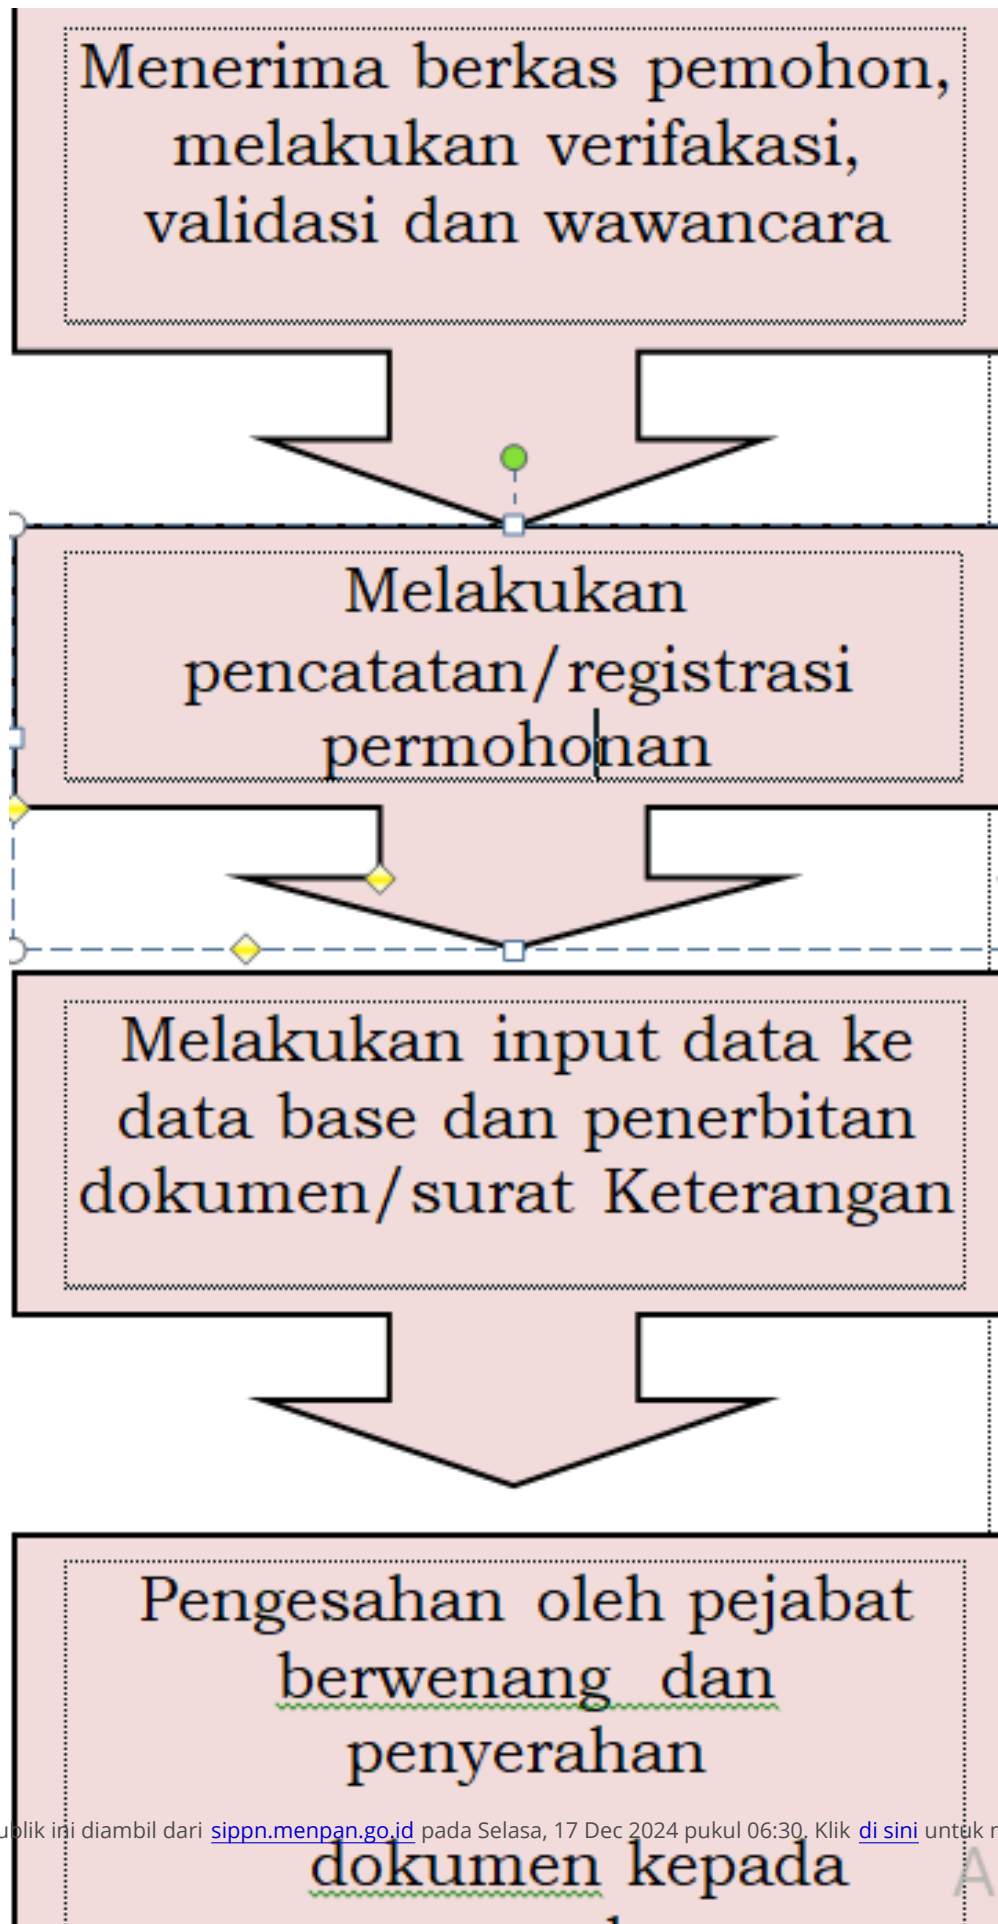 Menerima berkas pemohon,
melakukan verifakasi,
validasi dan wawancara
Melakukan
pencatatan/registrasi
permohonan
Melakukan input data ke
data base dan penerbitan
dokumen/surat Keterangan
Pengesahan oleh pejabat
berwenang dan
penyerahan
ublik ini diambil dari sippn.menpan.go.id pada Selasa, 17 Dec 2024 pukul 06:30. Klik di sini untuk
dokumen kepada